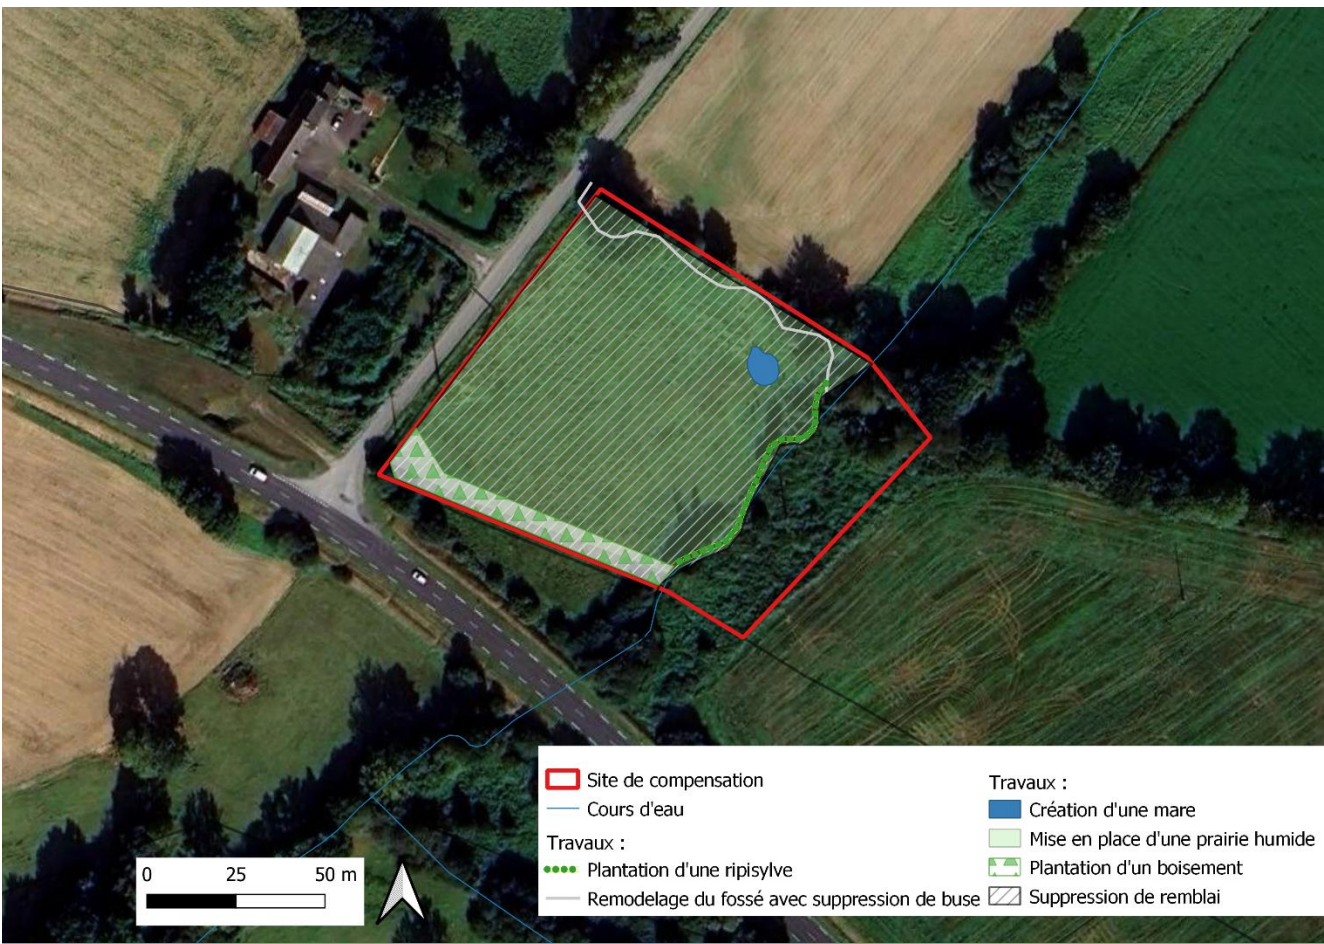 Site de compensation
Cours d'eau
Travaux :
Plantation d'une ripisylve
Remodelage du fossé avec suppression de buse
Travaux :
Création d'une mare
Mise en place d'une prairie humide
Plantation d'un boisement
Suppression de remblai
0 25 50 m